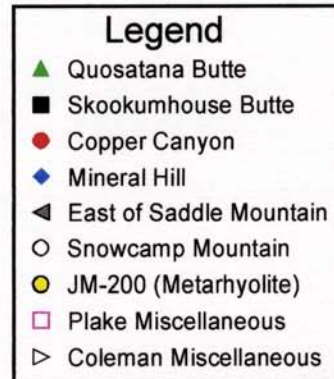 Legend
Quosatana Butte
Skookumhouse Butte
Copper Canyon
Mineral Hill
East of Saddle Mountain
Snowcamp Mountain
JM-200 (Metarhyolite)
Plake Miscellaneous
Coleman Miscellaneous